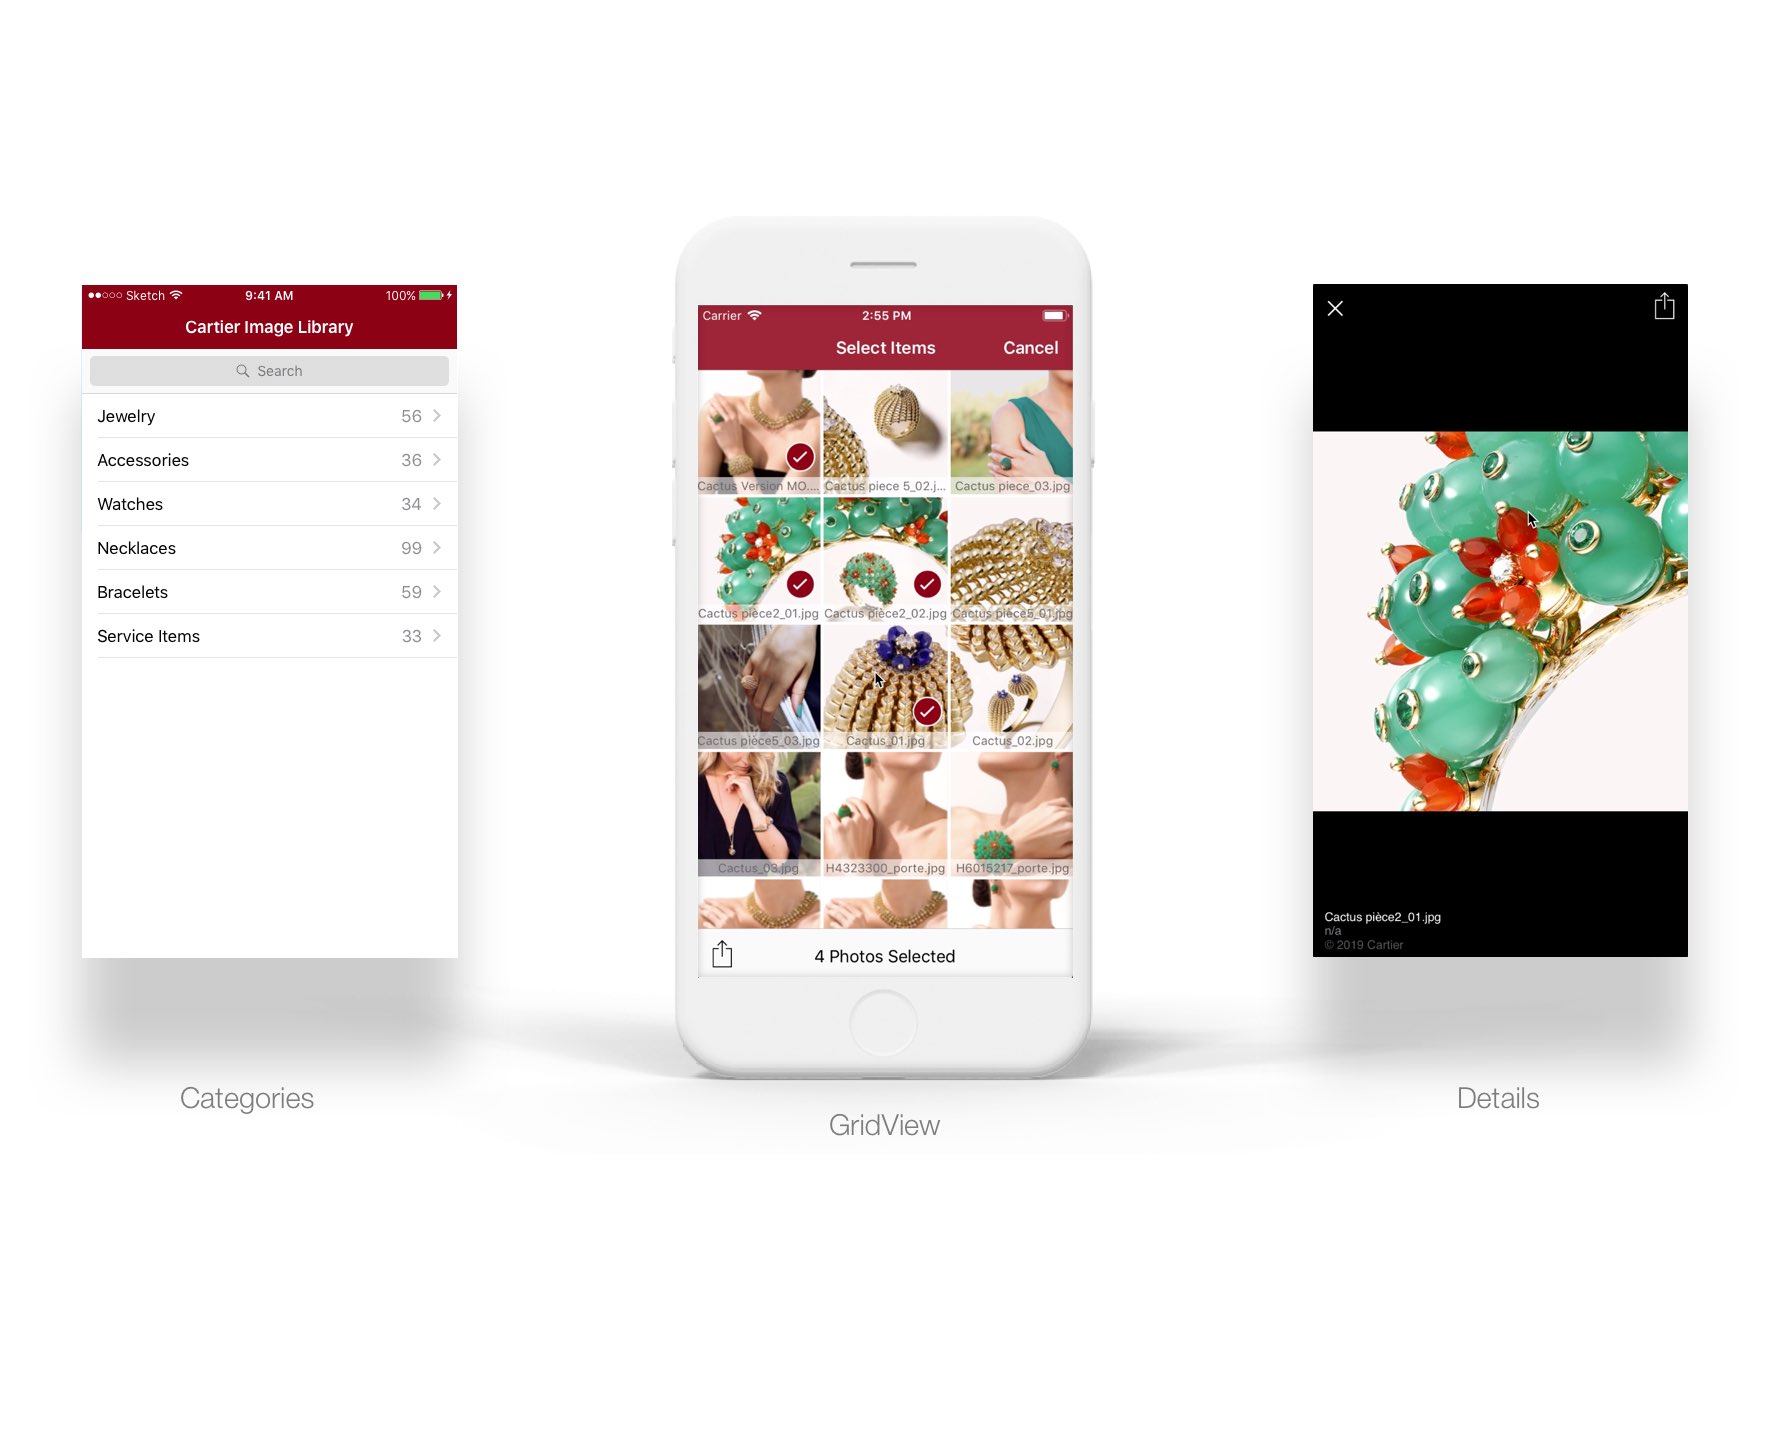 Sketch 9:41 AM 100%
Cartier Image Library
Search
Jewelry 56
Accessories 36
Watches 34
Necklaces 99
Bracelets 59
Service Items 33
Categories
Carrier 2:55 PM
Select Items Cancel
Cactus Version MO.... Cactus piece 5_02.j... Cactus piece_03.jpg
Cactus pièce2_01.jpg Cactus pièce2_02.jpg Cactus pièce5_01.jpg
Cactus pièce5_03.jpg Cactus_01.jpg Cactus_02.jpg
Cactus_03.jpg H4323300_porte.jpg H6015217_porte.jpg
4 Photos Selected
GridView
Cactus pièce2_01.jpg
n/a
© 2019 Cartier
Details